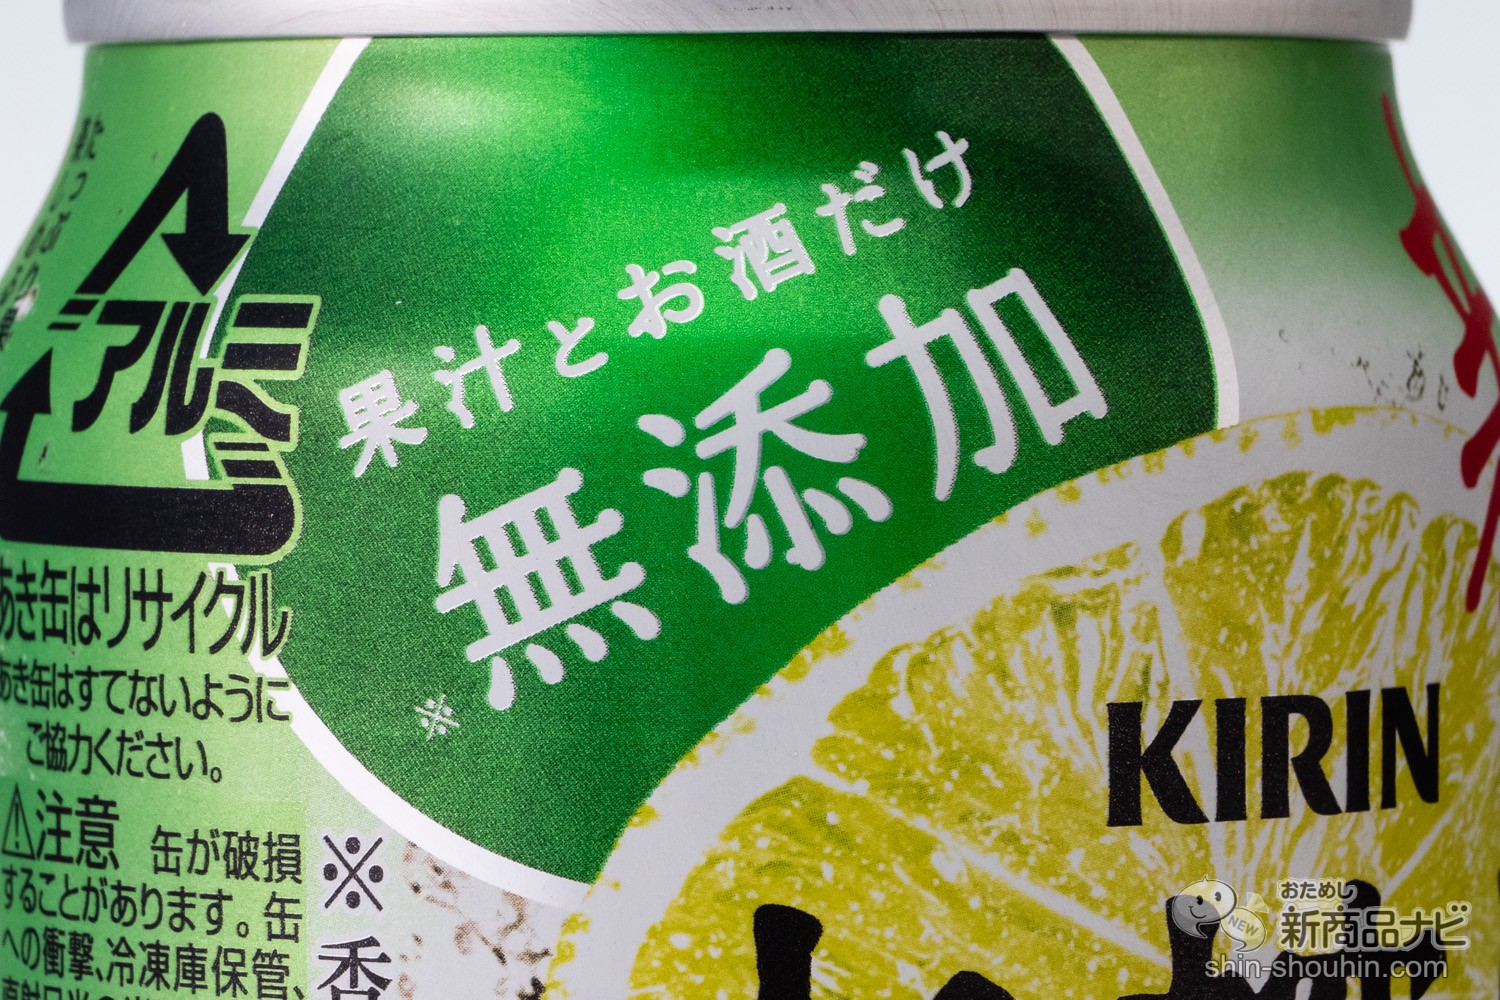 果汁とお酒だけ
無添加
※
アルミ
あき缶はリサイクル
あき缶はすてないように
ご協力ください。
⚠注意 缶が破損
することがあります。缶
への衝撃、冷凍庫保管、
※香
KIRIN
おためし
新商品ナビ
NEW
shin-shouhin.com